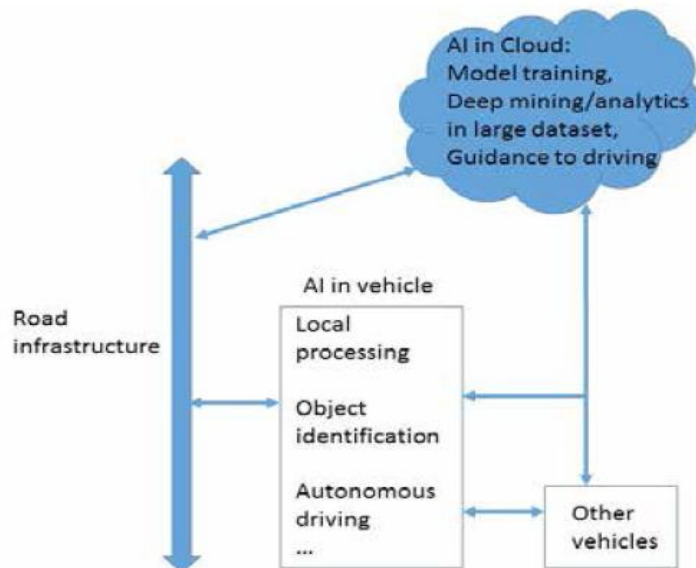 AI in Cloud:
Model training,
Deep mining/analytics
in large dataset,
Guidance to driving
Road
infrastructure
AI in vehicle
Local
processing
Object
identification
Autonomous
driving
...
Other
vehicles